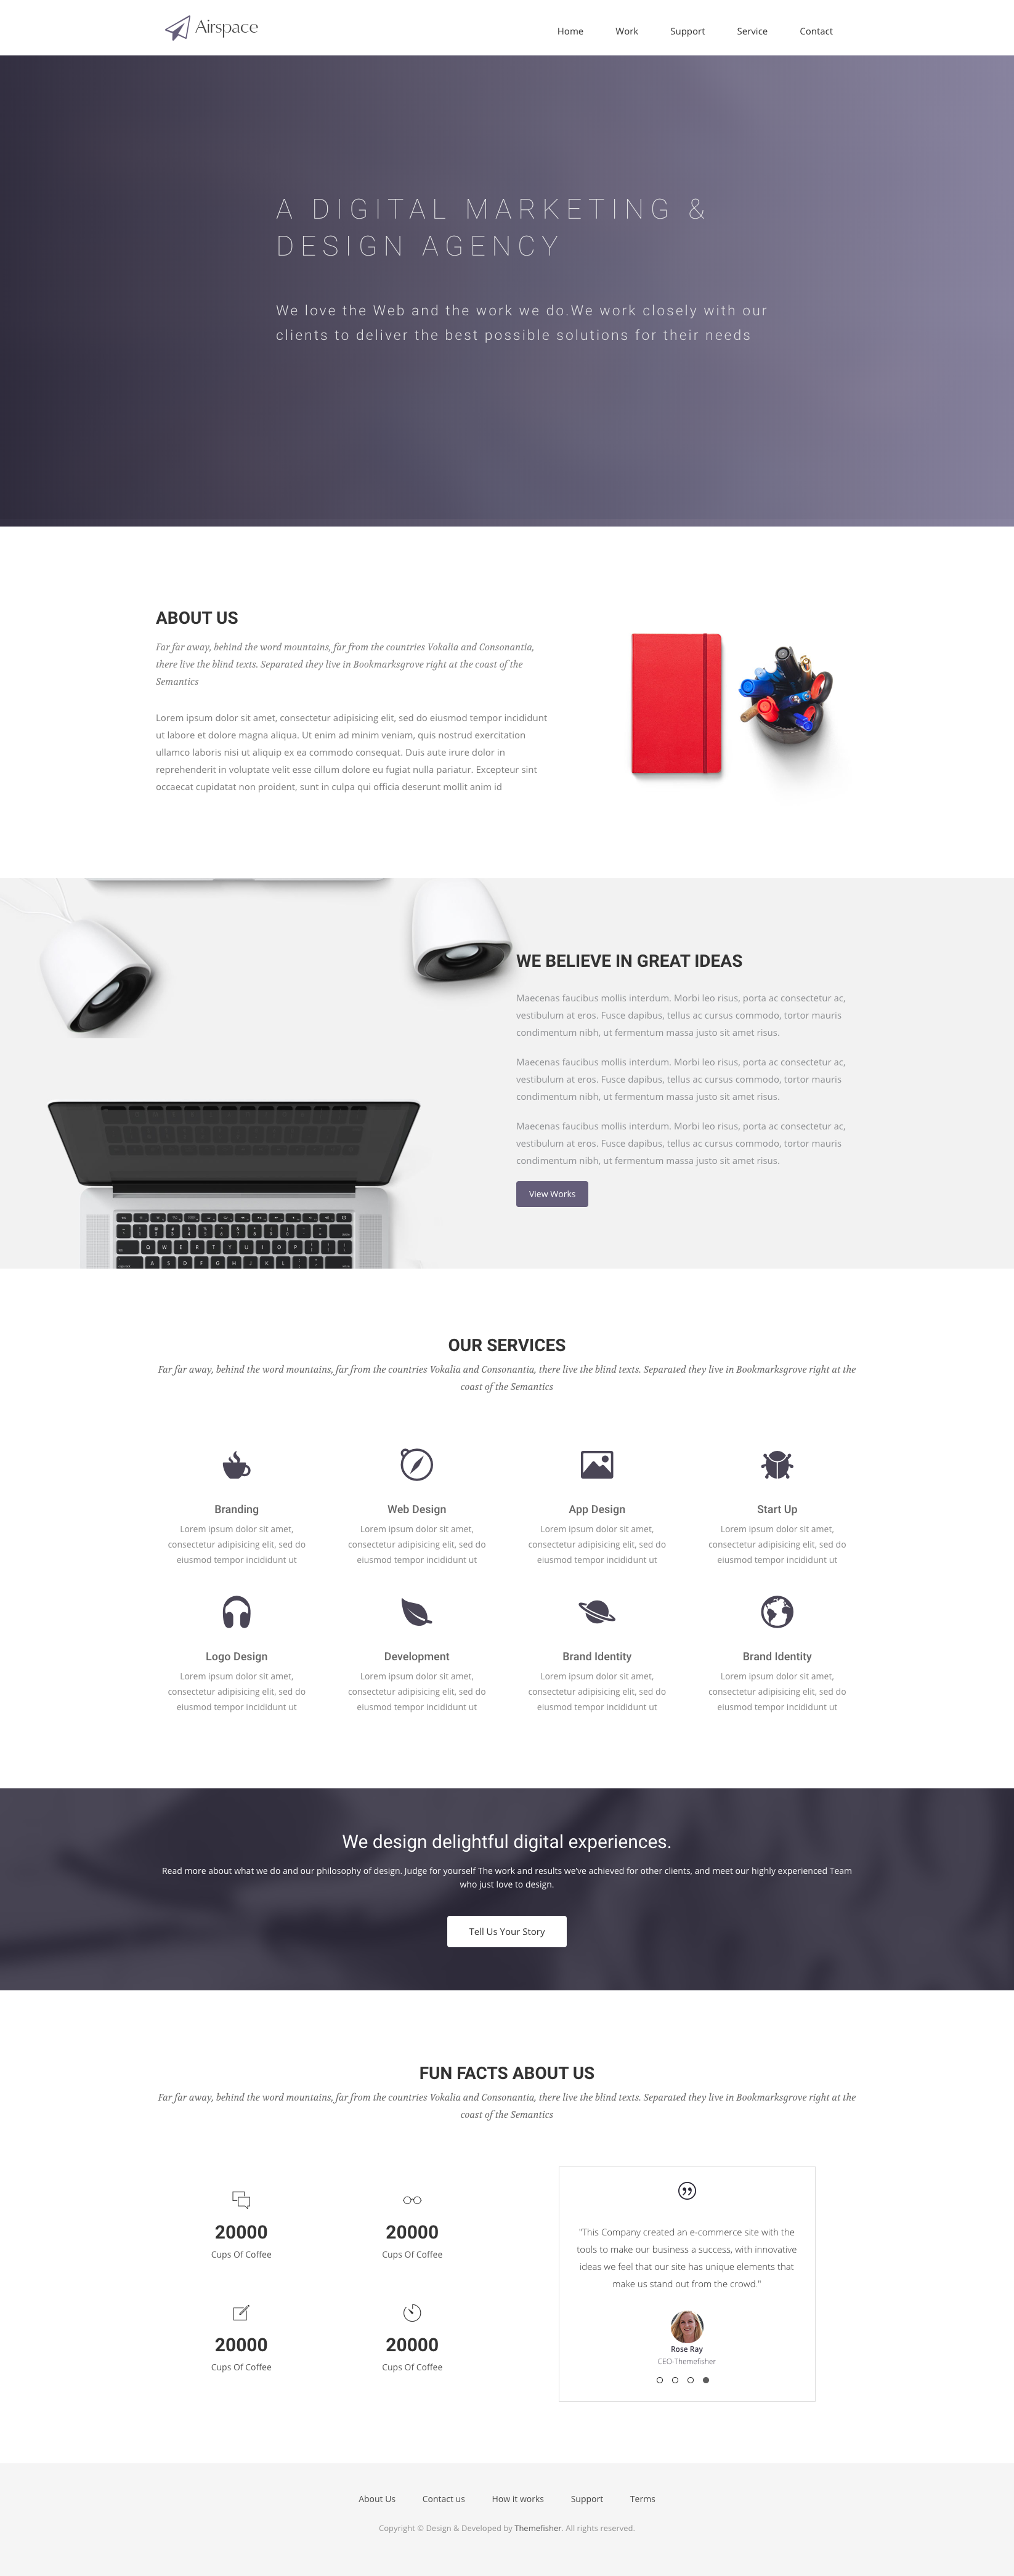 Airspace
Home Work Support Service Contact
A DIGITAL MARKETING &
DESIGN AGENCY
We love the Web and the work we do.We work closely with our
clients to deliver the best possible solutions for their needs
ABOUT US
Far far away, behind the word mountains, far from the countries Vokalia and Consonantia,
there live the blind texts. Separated they live in Bookmarksgrove right at the coast of the
Semantics
Lorem ipsum dolor sit amet, consectetur adipisicing elit, sed do eiusmod tempor incididunt
ut labore et dolore magna aliqua. Ut enim ad minim veniam, quis nostrud exercitation
ullamco laboris nisi ut aliquip ex ea commodo consequat. Duis aute irure dolor in
reprehenderit in voluptate velit esse cillum dolore eu fugiat nulla pariatur. Excepteur sint
occaecat cupidatat non proident, sunt in culpa qui officia deserunt mollit anim id
WE BELIEVE IN GREAT IDEAS
Maecenas faucibus mollis interdum. Morbi leo risus, porta ac consectetur ac,
vestibulum at eros. Fusce dapibus, tellus ac cursus commodo, tortor mauris
condimentum nibh, ut fermentum massa justo sit amet risus.
Maecenas faucibus mollis interdum. Morbi leo risus, porta ac consectetur ac,
vestibulum at eros. Fusce dapibus, tellus ac cursus commodo, tortor mauris
condimentum nibh, ut fermentum massa justo sit amet risus.
Maecenas faucibus mollis interdum. Morbi leo risus, porta ac consectetur ac,
vestibulum at eros. Fusce dapibus, tellus ac cursus commodo, tortor mauris
condimentum nibh, ut fermentum massa justo sit amet risus.
View Works
Q W E R T Y U I O P
A S D F G H J K L
OUR SERVICES
Far far away, behind the word mountains, far from the countries Vokalia and Consonantia, there live the blind texts. Separated they live in Bookmarksgrove right at the
coast of the Semantics
Branding
Lorem ipsum dolor sit amet,
consectetur adipisicing elit, sed do
eiusmod tempor incididunt ut
Web Design
Lorem ipsum dolor sit amet,
consectetur adipisicing elit, sed do
eiusmod tempor incididunt ut
App Design
Lorem ipsum dolor sit amet,
consectetur adipisicing elit, sed do
eiusmod tempor incididunt ut
Start Up
Lorem ipsum dolor sit amet,
consectetur adipisicing elit, sed do
eiusmod tempor incididunt ut
Logo Design
Lorem ipsum dolor sit amet,
consectetur adipisicing elit, sed do
eiusmod tempor incididunt ut
Development
Lorem ipsum dolor sit amet,
consectetur adipisicing elit, sed do
eiusmod tempor incididunt ut
Brand Identity
Lorem ipsum dolor sit amet,
consectetur adipisicing elit, sed do
eiusmod tempor incididunt ut
Brand Identity
Lorem ipsum dolor sit amet,
consectetur adipisicing elit, sed do
eiusmod tempor incididunt ut
We design delightful digital experiences.
Read more about what we do and our philosophy of design. Judge for yourself The work and results we've achieved for other clients, and meet our highly experienced Team
who just love to design.
Tell Us Your Story
FUN FACTS ABOUT US
Far far away, behind the word mountains, far from the countries Vokalia and Consonantia, there live the blind texts. Separated they live in Bookmarksgrove right at the
coast of the Semantics
20000
Cups Of Coffee
20000
Cups Of Coffee
20000
Cups Of Coffee
20000
Cups Of Coffee
"This Company created an e-commerce site with the
tools to make our business a success, with innovative
ideas we feel that our site has unique elements that
make us stand out from the crowd."
Rose Ray
CEO-Themefisher
About Us Contact us How it works Support Terms
Copyright © Design & Developed by Themefisher. All rights reserved.